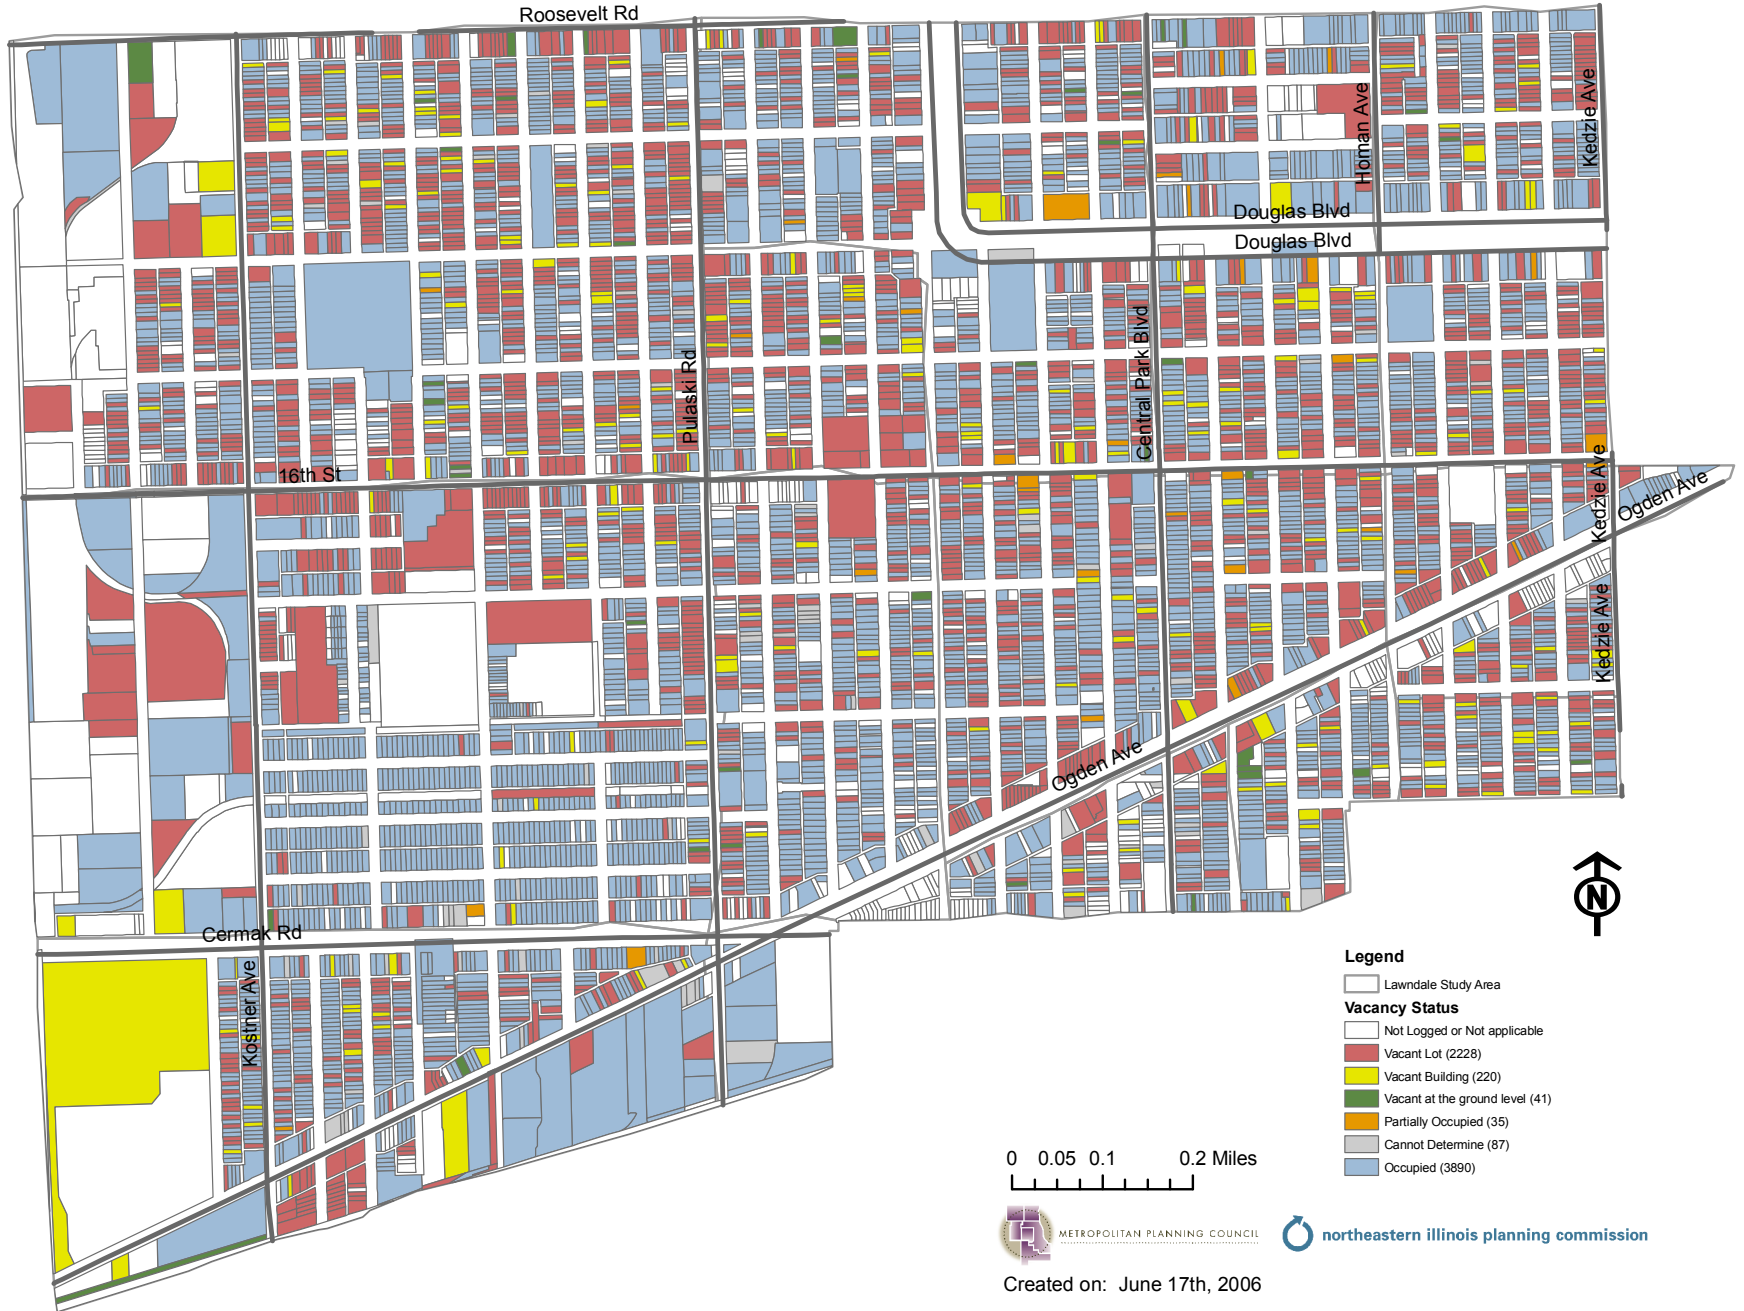 Roosevelt Rd
Homan Ave
Kedzie Ave
Douglas Blvd
Douglas Blvd
Pulaski Rd
Central Park Blvd
16th St
Kedzie Ave
Ogden Ave
Kedzie Ave
Ogden Ave
Cermak Rd
Kostner Ave
N
Legend
Lawndale Study Area
Vacancy Status
Not Logged or Not applicable
Vacant Lot (2228)
Vacant Building (220)
Vacant at the ground level (41)
Partially Occupied (35)
Cannot Determine (87)
Occupied (3890)
0 0.05 0.1 0.2 Miles
METROPOLITAN PLANNING COUNCIL
northeastern illinois planning commission
Created on: June 17th, 2006